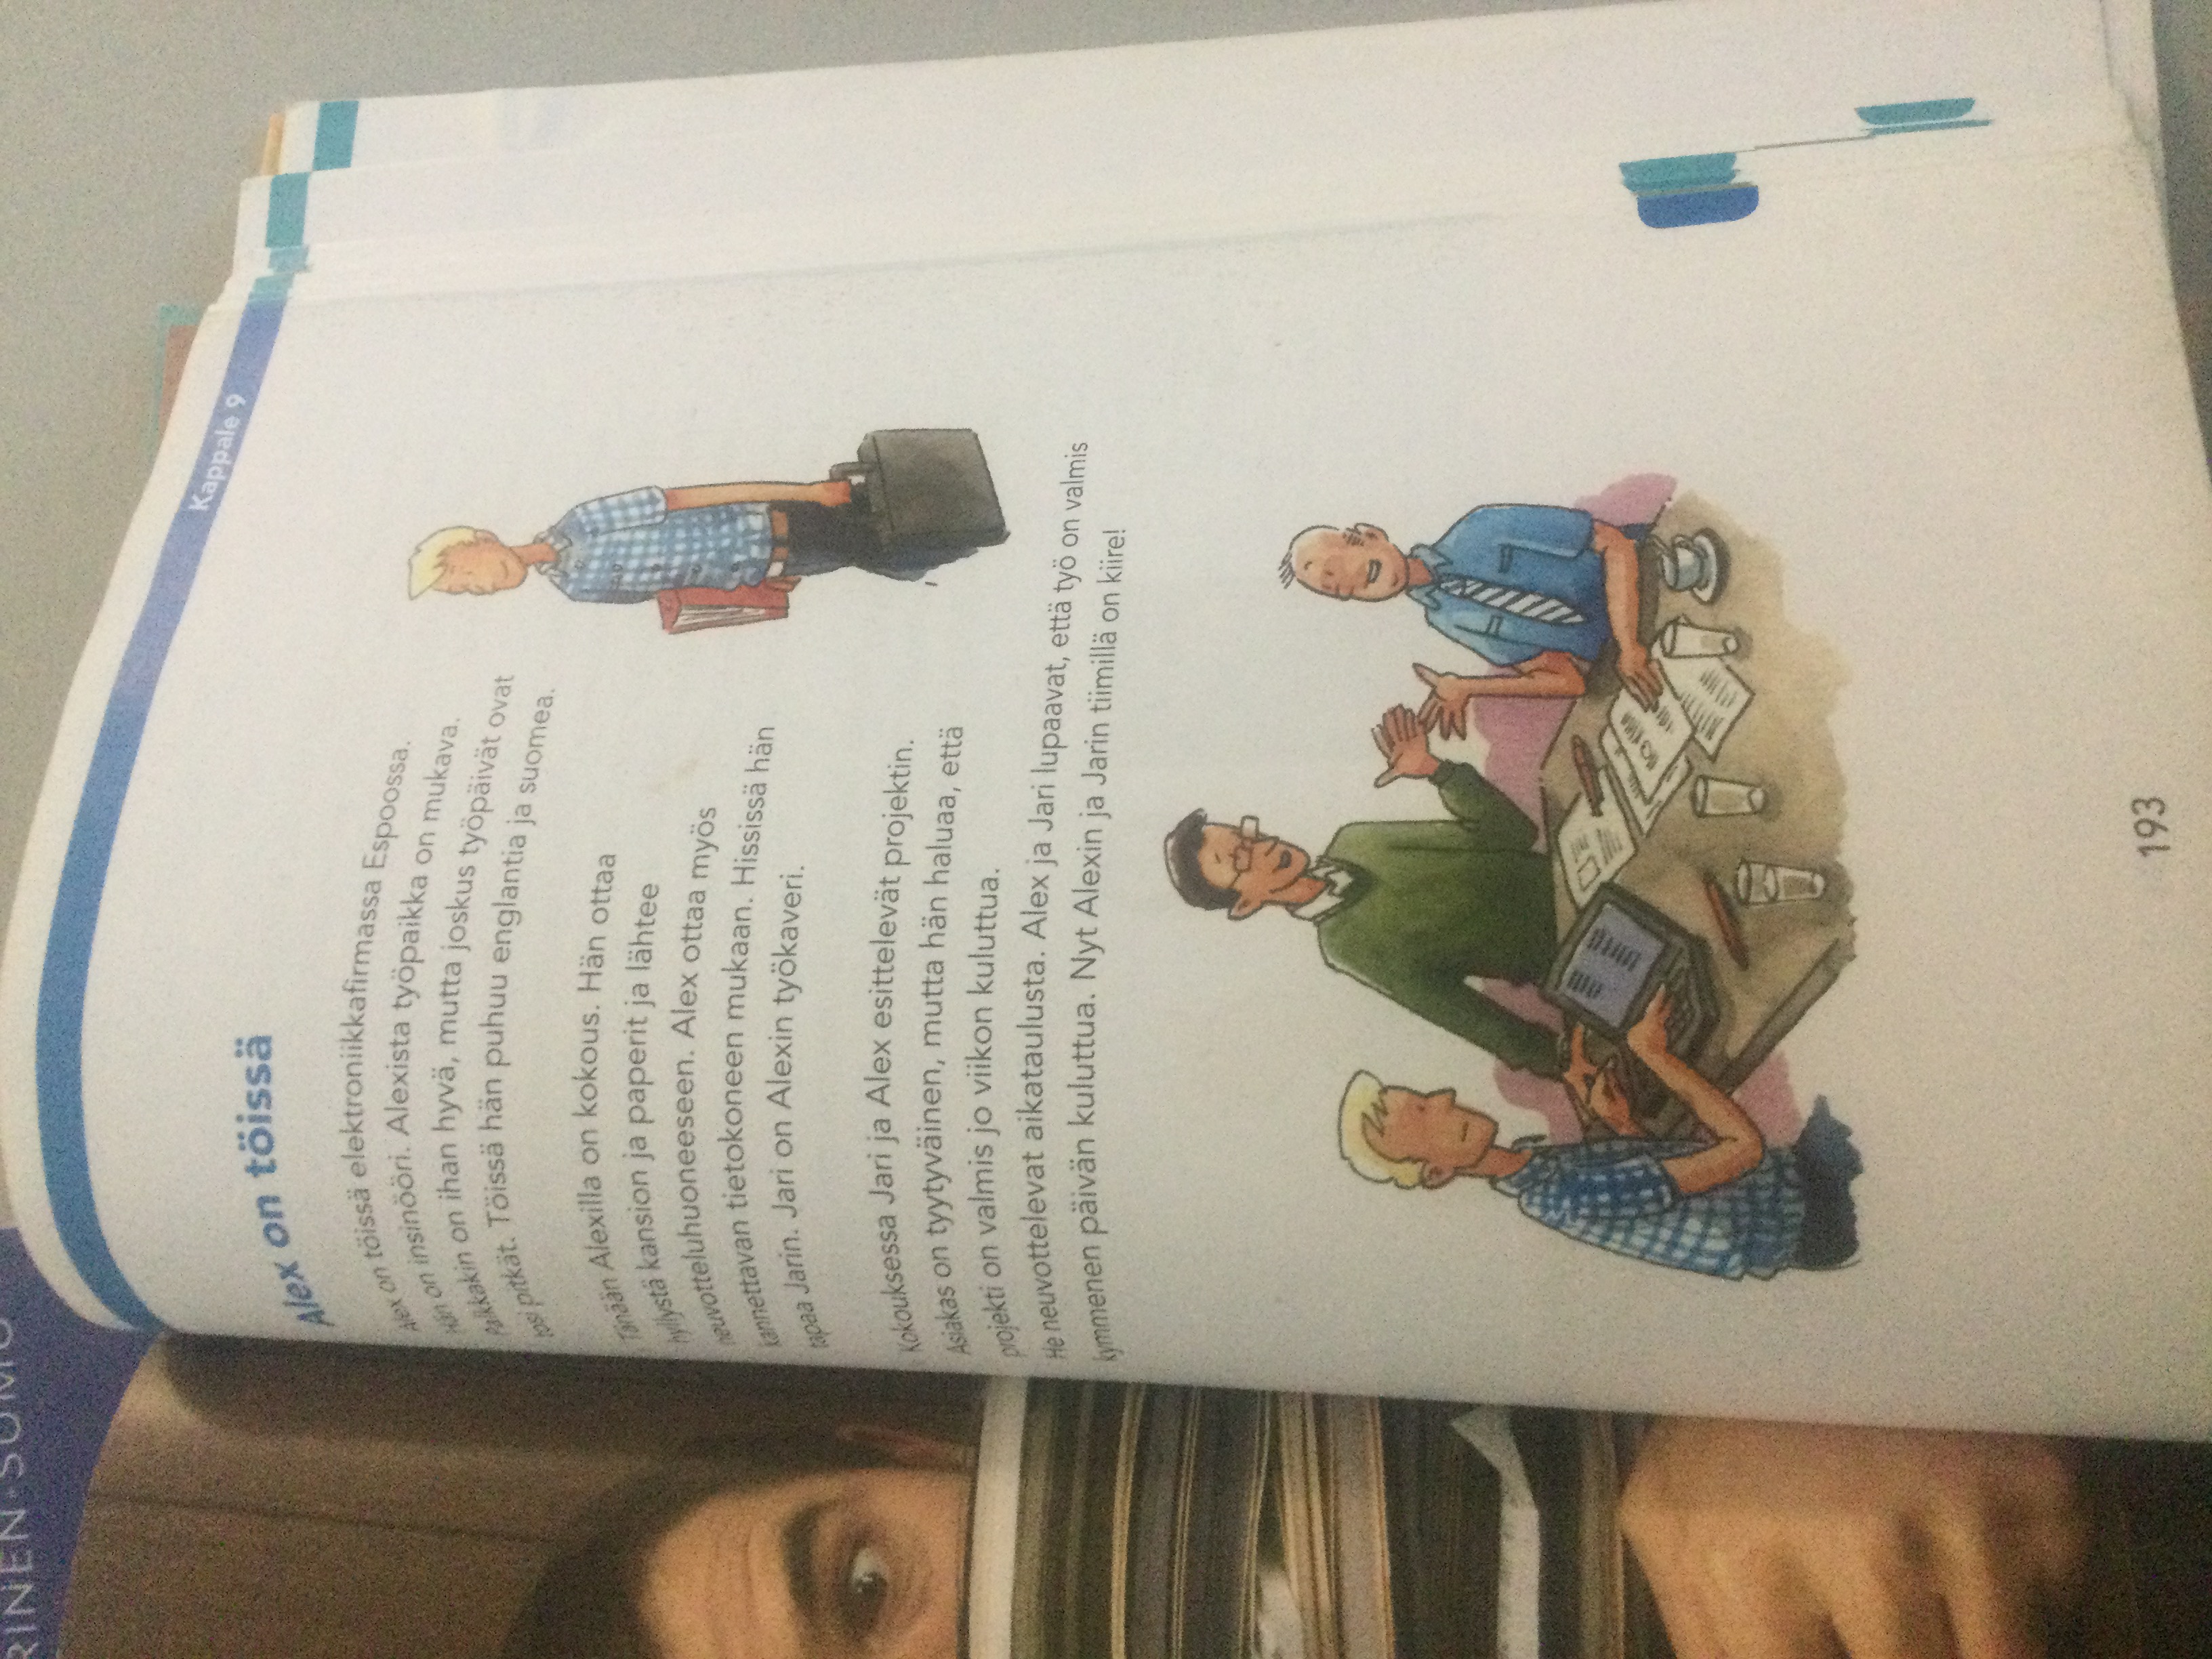 RINEN-SUMU
Kappale 9
Alex on töissä
Alex on töissä elektroniikkafirmassa Espoossa.
Hän on insinööri. Alexista työpaikka on mukava.
Palkkakin on ihan hyvä, mutta joskus työpäivät ovat
tosi pitkät. Töissä hän puhuu englantia ja suomea.
Tänään Alexilla on kokous. Hän ottaa
hyllystä kansion ja paperit ja lähtee
neuvotteluhuoneeseen. Alex ottaa myös
kannettavan tietokoneen mukaan. Hississä hän
tapaa Jarin. Jari on Alexin työkaveri.
Kokouksessa Jari ja Alex esittelevät projektin.
Asiakas on tyytyväinen, mutta hän haluaa, että
projekti on valmis jo viikon kuluttua.
He neuvottelevat aikataulusta. Alex ja Jari lupaavat, että työ on valmis
kymmenen päivän kuluttua. Nyt Alexin ja Jarin tiimillä on kiire!
193